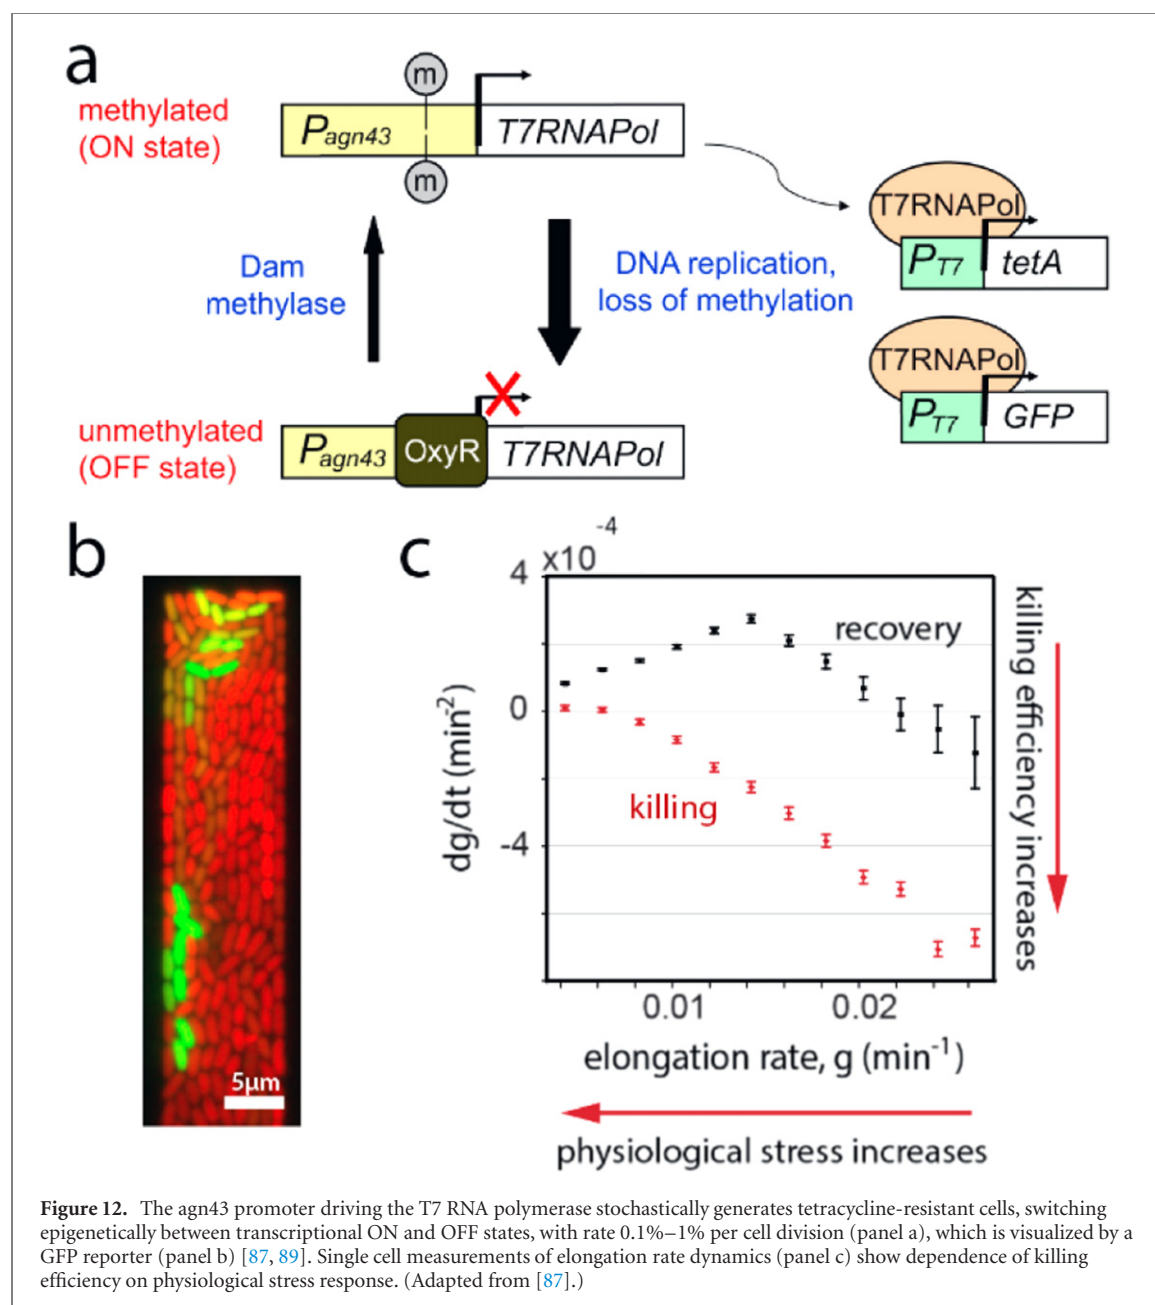 a
methylated
(ON state)
m
Pagn43
T7RNAPol
m
T7RNAPol
PT7
tetA
Dam
methylase
DNA replication,
loss of methylation
T7RNAPol
PT7
GFP
unmethylated
(OFF state)
Pagn43
OxyR
T7RNAPol
b
5μm
c
4
x10
-4
0
-4
dg/dt (min-2)
recovery
killing
killing efficiency increases
0.01
0.02
elongation rate, g (min-1)
physiological stress increases
Figure 12. The agn43 promoter driving the T7 RNA polymerase stochastically generates tetracycline-resistant cells, switching
epigenetically between transcriptional ON and OFF states, with rate 0.1%–1% per cell division (panel a), which is visualized by a
GFP reporter (panel b) [87, 89]. Single cell measurements of elongation rate dynamics (panel c) show dependence of killing
efficiency on physiological stress response. (Adapted from [87].)